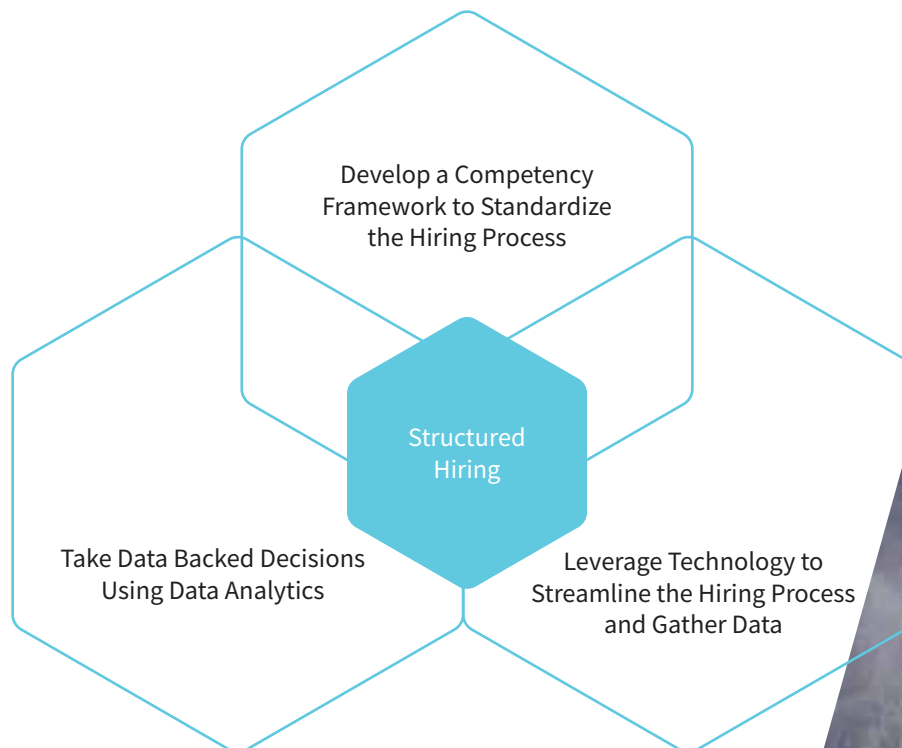 Develop a Competency
Framework to Standardize
the Hiring Process
Structured
Hiring
Take Data Backed Decisions
Using Data Analytics
Leverage Technology to
Streamline the Hiring Process
and Gather Data